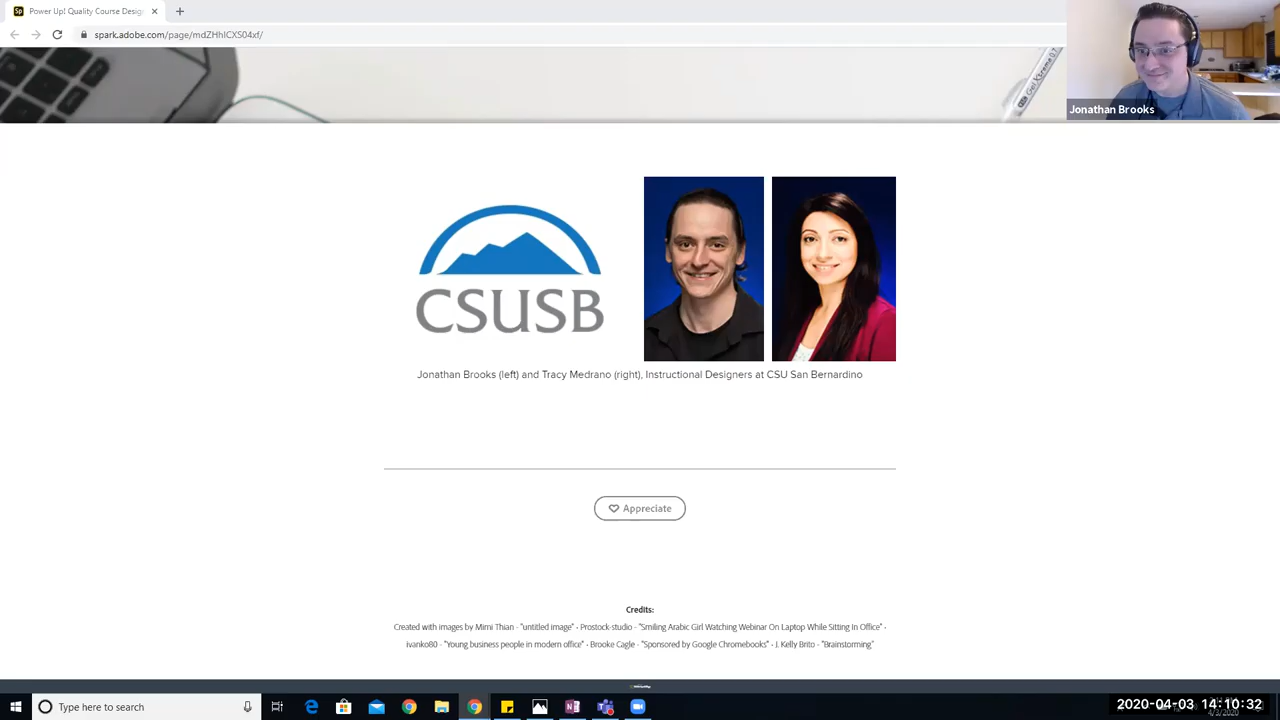 Power Up! Quality Course Desig
spark.adobe.com/page/mdZHhICXS04xf/
Jonathan Brooks
CSUSB
Jonathan Brooks (left) and Tracy Medrano (right), Instructional Designers at CSU San Bernardino
Appreciate
Credits:
Created with images by Mimi Thian - "untitled image" • Prostock-studio - "Smiling Arabic Girl Watching Webinar On Laptop While Sitting In Office" •
ivanko80 - "Young business people in modern office" • Brooke Cagle - "Sponsored by Google Chromebooks" • J. Kelly Brito - "Brainstorming"
Type here to search
2020-04-03 14:10:32